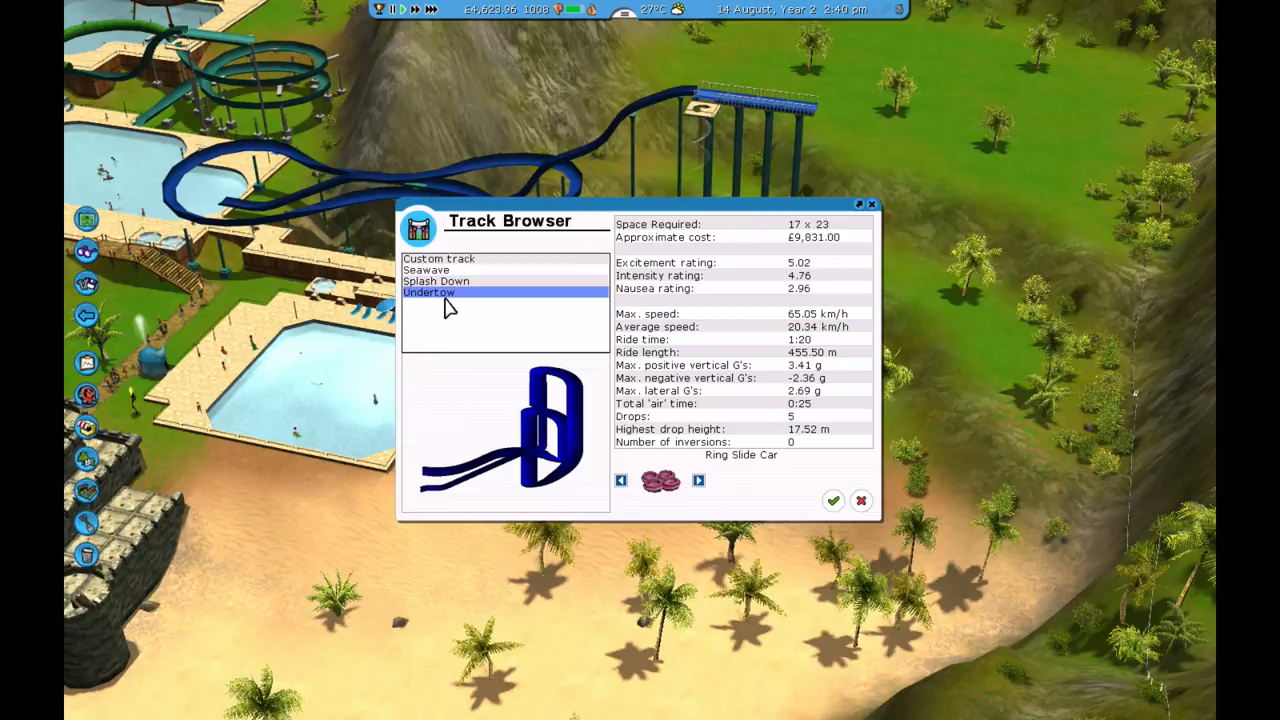 £4,623.96 1008 27°C 14 August, Year 2 2:40 pm
Track Browser
Custom track
Seawave
Splash Down
Undertow
Space Required: 17 x 23
Approximate cost: £9,831.00
Excitement rating: 5.02
Intensity rating: 4.76
Nausea rating: 2.96
Max. speed: 65.05 km/h
Average speed: 20.34 km/h
Ride time: 1:20
Ride length: 455.50 m
Max. positive vertical G's: 3.41 g
Max. negative vertical G's: -2.36 g
Max. lateral G's: 2.69 g
Total 'air' time: 0:25
Drops: 5
Highest drop height: 17.52 m
Number of inversions: 0
Ring Slide Car